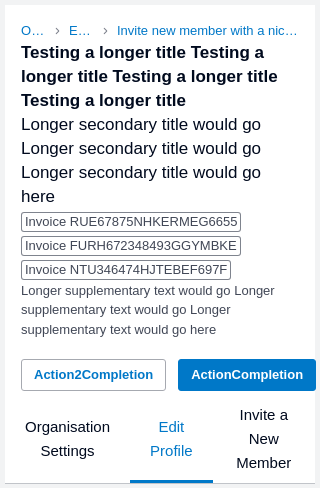 O… > E… > Invite new member with a nic…
Testing a longer title Testing a
longer title Testing a longer title
Testing a longer title
Longer secondary title would go
Longer secondary title would go
Longer secondary title would go
here
Invoice RUE67875NHKERMEG6655
Invoice FURH672348493GGYMBKE
Invoice NTU346474HJTEBEF697F
Longer supplementary text would go Longer
supplementary text would go Longer
supplementary text would go here
Action2Completion ActionCompletion
Organisation
Settings
Edit
Profile
Invite a
New
Member